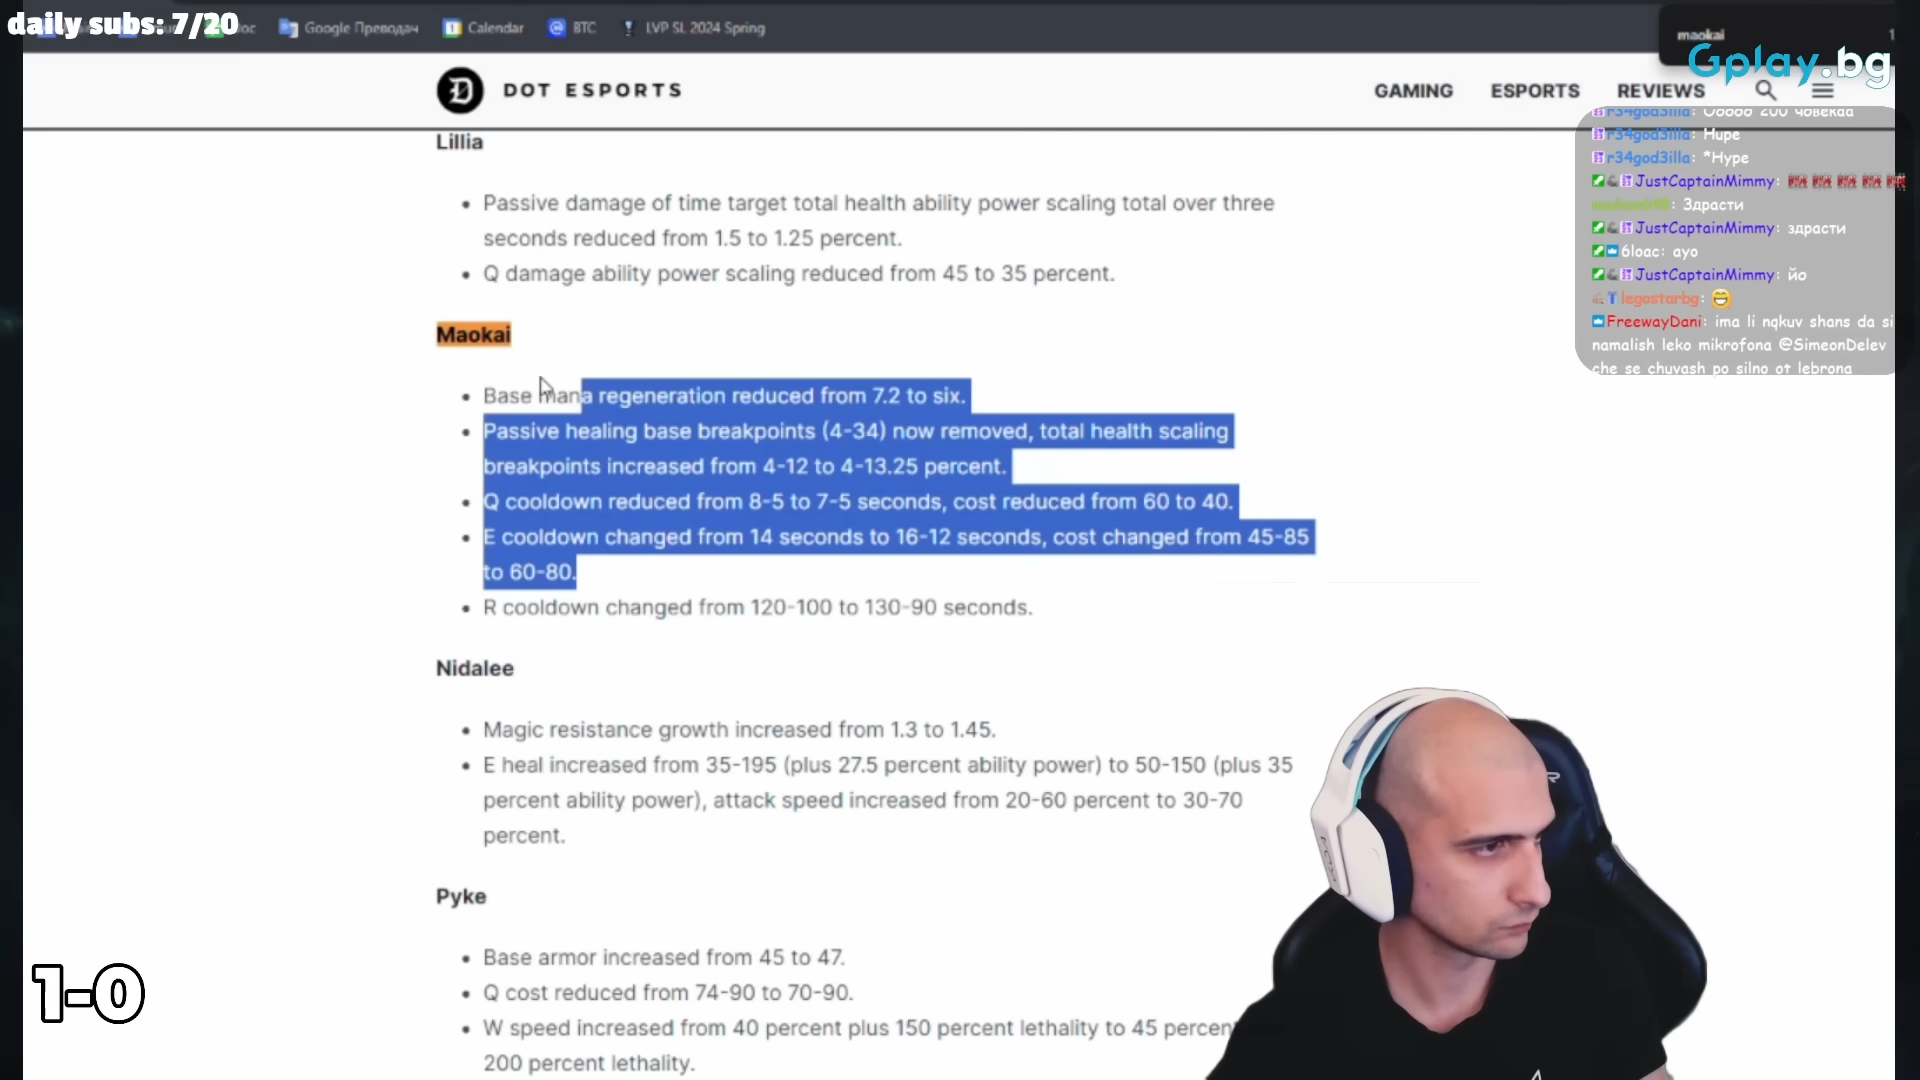 daily subs: 7/20
Google Преподач
Calendar
BTC
LVP SL 2024 Spring
maokai
Gplay.bg
DOT ESPORTS
GAMING
ESPORTS
REVIEWS
Lillia
• Passive damage of time target total health ability power scaling total over three
seconds reduced from 1.5 to 1.25 percent.
• Q damage ability power scaling reduced from 45 to 35 percent.
Maokai
• Base mana regeneration reduced from 7.2 to six.
• Passive healing base breakpoints (4-34) now removed, total health scaling
breakpoints increased from 4-12 to 4-13.25 percent.
• Q cooldown reduced from 8-5 to 7-5 seconds, cost reduced from 60 to 40.
• E cooldown changed from 14 seconds to 16-12 seconds, cost changed from 45-85
to 60-80.
• R cooldown changed from 120-100 to 130-90 seconds.
Nidalee
• Magic resistance growth increased from 1.3 to 1.45.
• E heal increased from 35-195 (plus 27.5 percent ability power) to 50-150 (plus 35
percent ability power), attack speed increased from 20-60 percent to 30-70
percent.
Pyke
• Base armor increased from 45 to 47.
• Q cost reduced from 74-90 to 70-90.
• W speed increased from 40 percent plus 150 percent lethality to 45 percent
200 percent lethality.
r34god3illa: Ооооо 200 човекаа
r34god3illa: Hupe
r34god3illa: *Hype
JustCaptainMimmy:
: Здрасти
JustCaptainMimmy: здрасти
6loac: ayo
JustCaptainMimmy: йо
legostarbg: 😁
FreewayDani: ima li nqkuv shans da si
namalish leko mikrofona @SimeonDelev
che se chuvash po silno ot lebrona
1-0